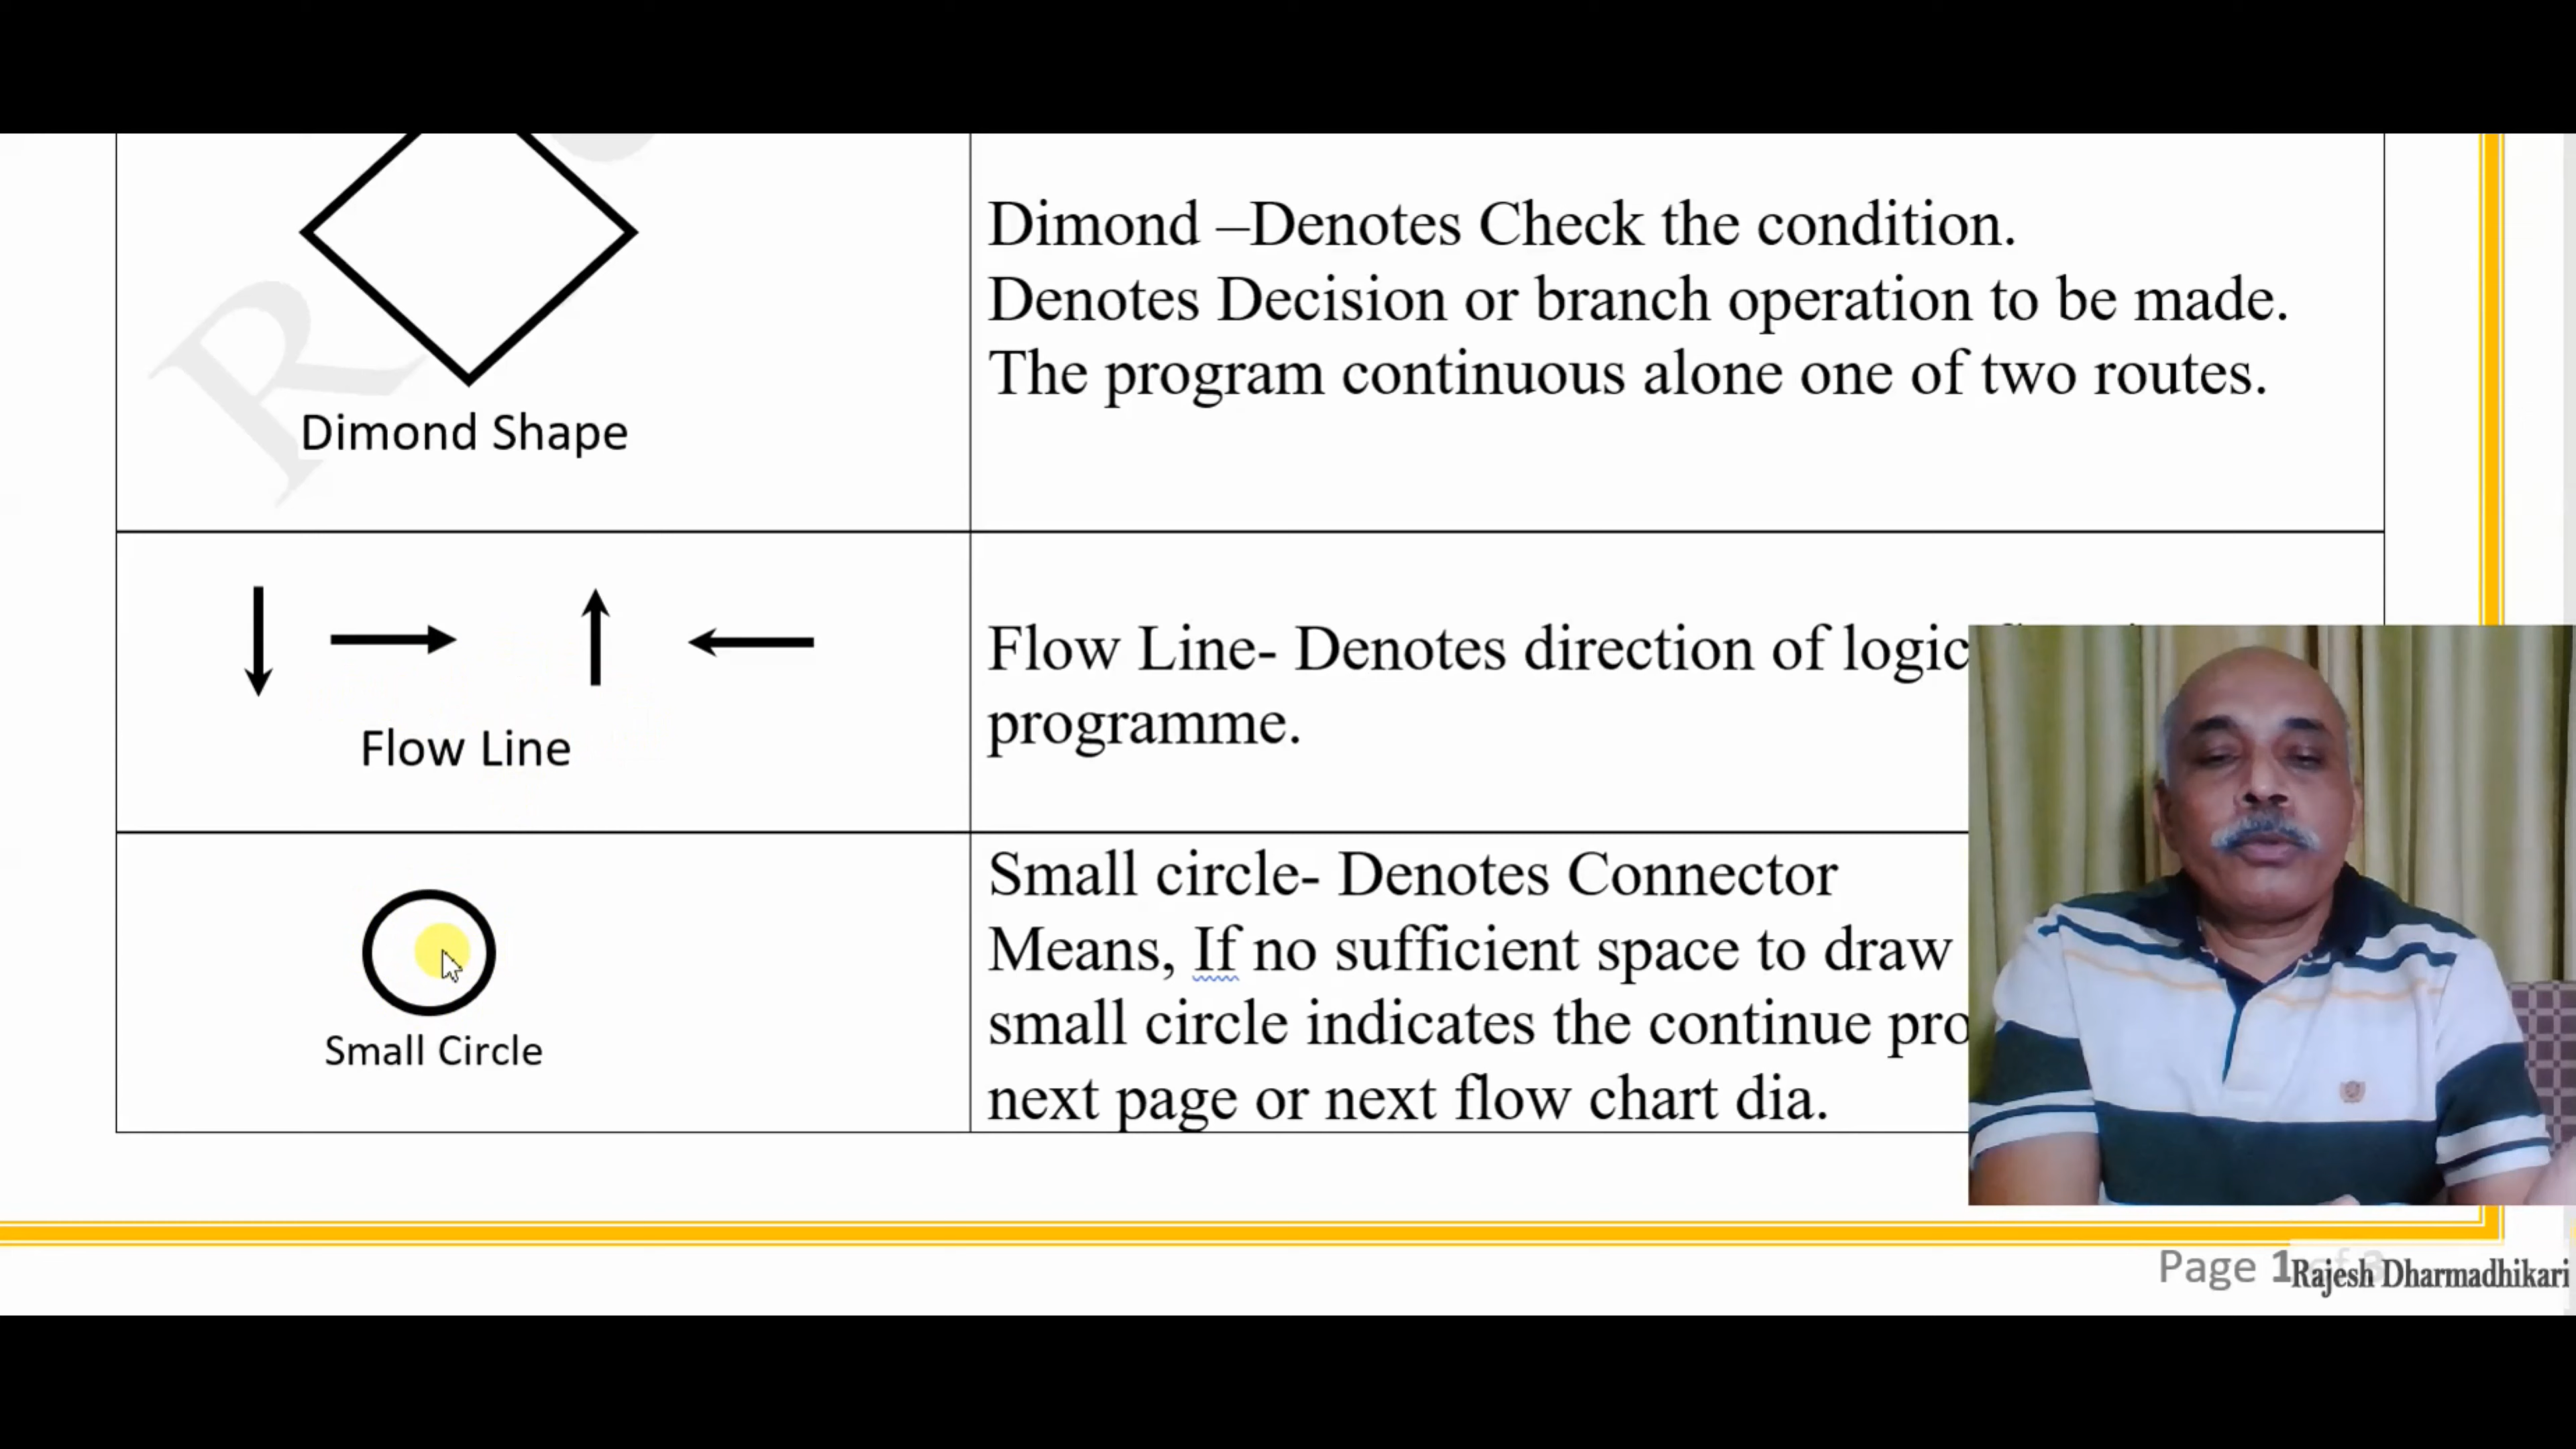 Dimond –Denotes Check the condition.
Denotes Decision or branch operation to be made.
The program continuous alone one of two routes.
Dimond Shape
Flow Line- Denotes direction of logic
programme.
Flow Line
Small circle- Denotes Connector
Means, If no sufficient space to draw
small circle indicates the continue pro
next page or next flow chart dia.
Small Circle
Page 1 of 3
Rajesh Dharmadhikari
R